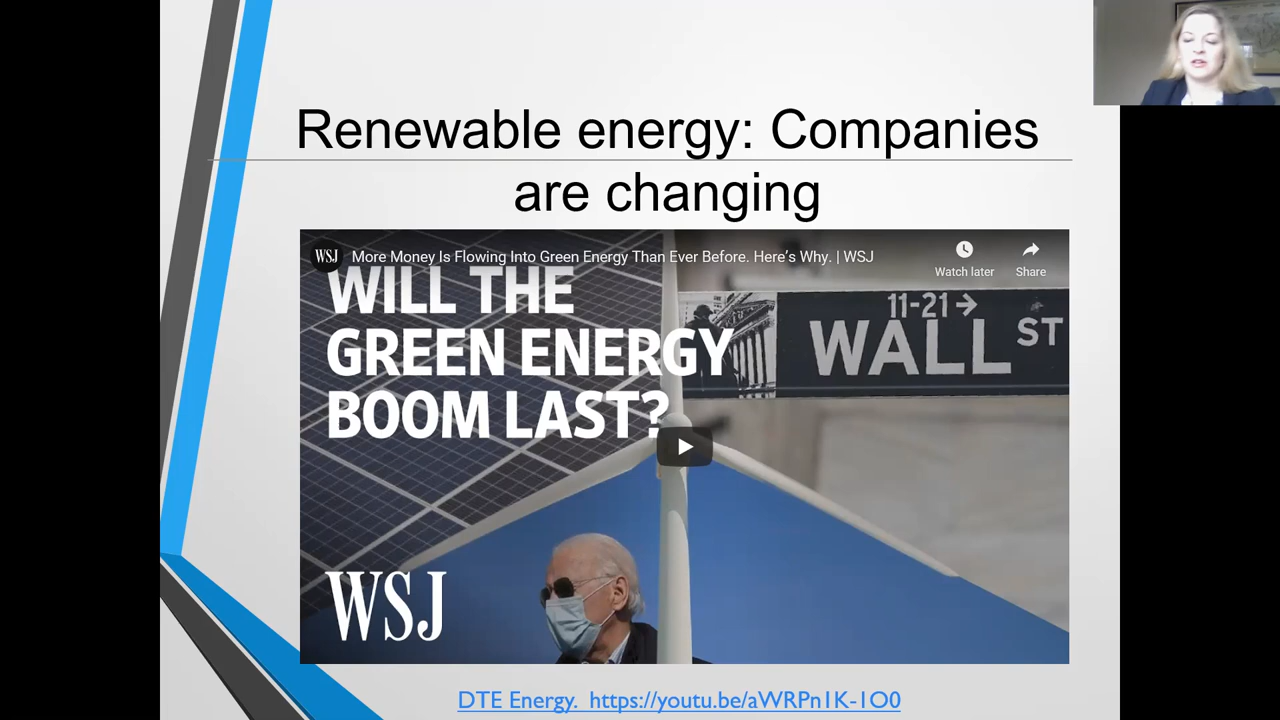 Renewable energy: Companies
are changing
WSJ More Money Is Flowing Into Green Energy Than Ever Before. Here's Why. | WSJ
Watch later
Share
WILL THE
GREEN ENERGY
BOOM LAST?
11-21→
WALL ST
WSJ
DTE Energy. https://youtu.be/aWRPn1K-1O0